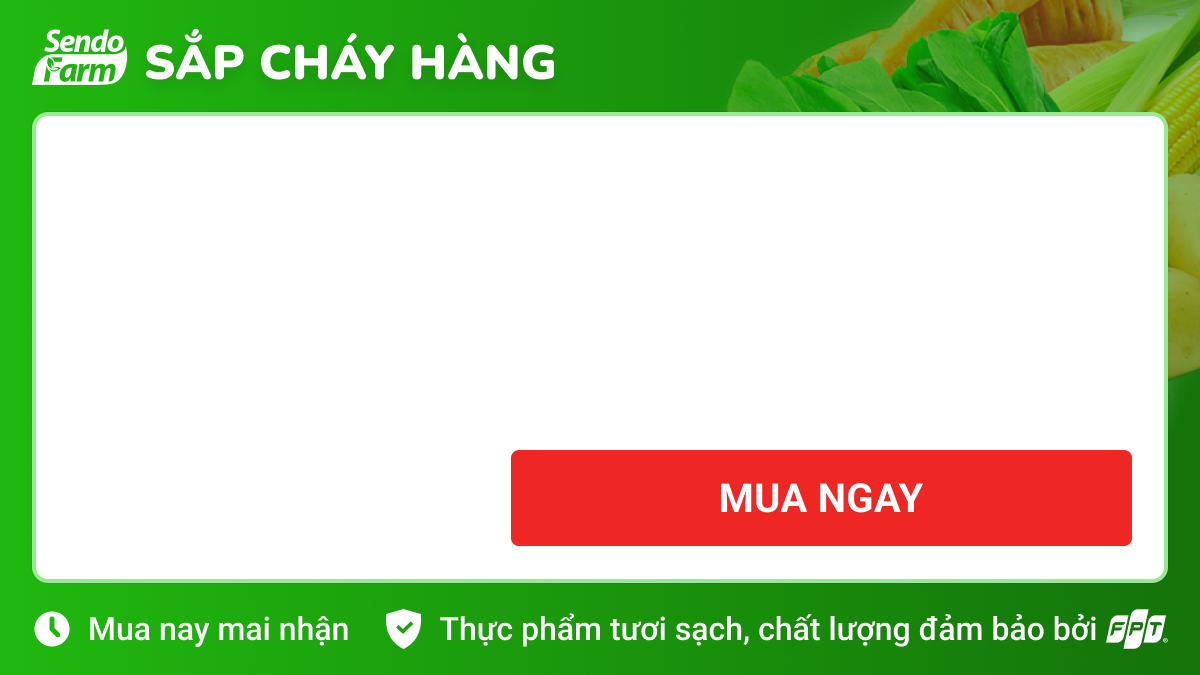 Sendo
Farm
SẮP CHÁY HÀNG
MUA NGAY
Mua nay mai nhận
Thực phẩm tươi sạch, chất lượng đảm bảo bởi FPT®